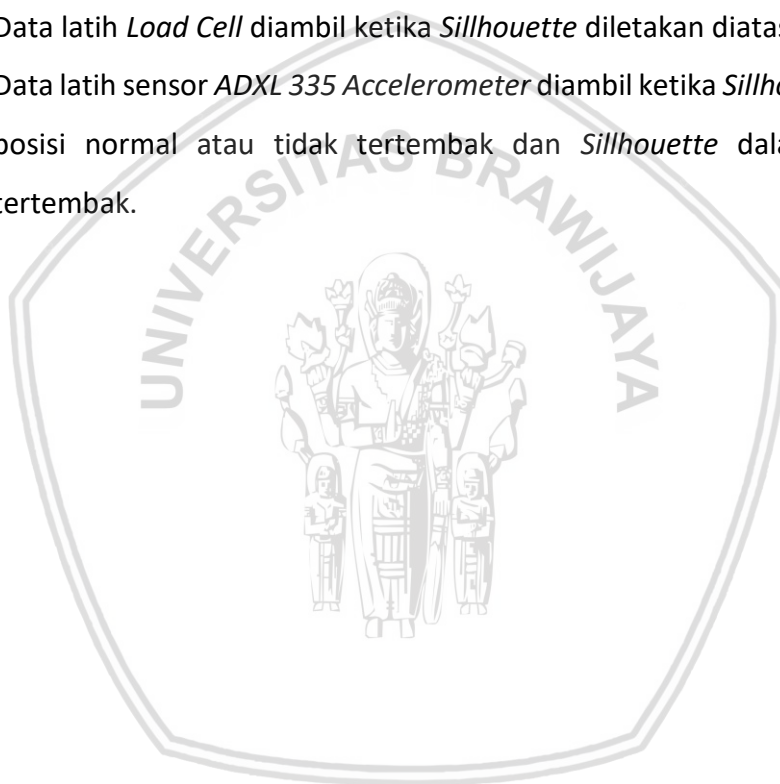 Data latih Load Cell diambil ketika Sillhouette diletakan diatas
Data latih sensor ADXL 335 Accelerometer diambil ketika
posisi normal atau tidak tertembak dan Sillhouette
tertembak.
UNIVERSITAS BRAWIJAYA